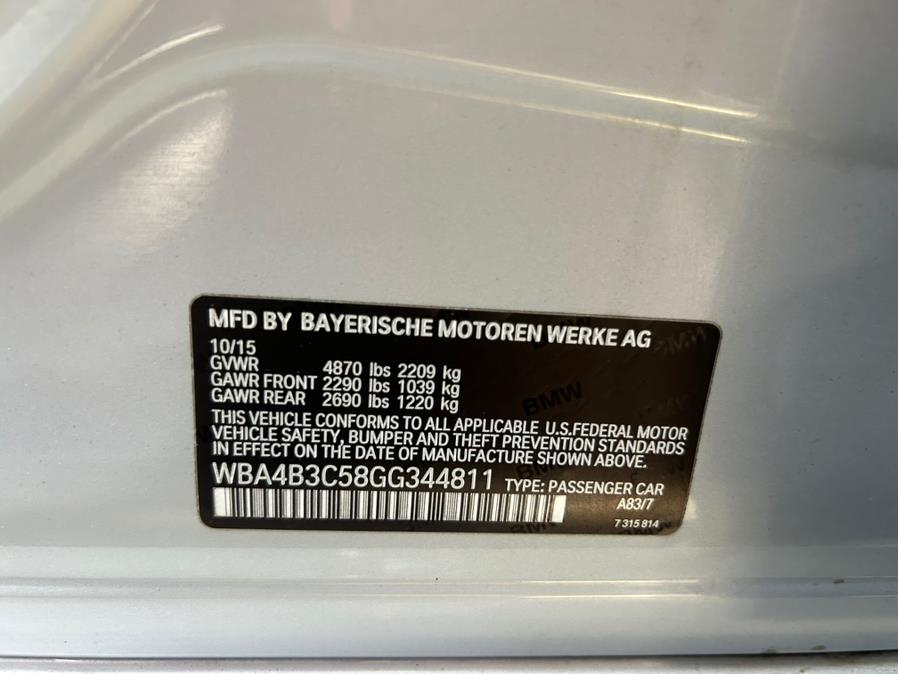 MFD BY BAYERISCHE MOTOREN WERKE AG
10/15
GVWR 4870 lbs 2209 kg
GAWR FRONT 2290 lbs 1039 kg
GAWR REAR 2690 lbs 1220 kg
THIS VEHICLE CONFORMS TO ALL APPLICABLE U.S.FEDERAL MOTOR
VEHICLE SAFETY, BUMPER AND THEFT PREVENTION STANDARDS
IN EFFECT ON THE DATE OF MANUFACTURE SHOWN ABOVE.
WBA4B3C58GG344811 TYPE: PASSENGER CAR
A83/7
7 315 814
BMW
BMW
BMW